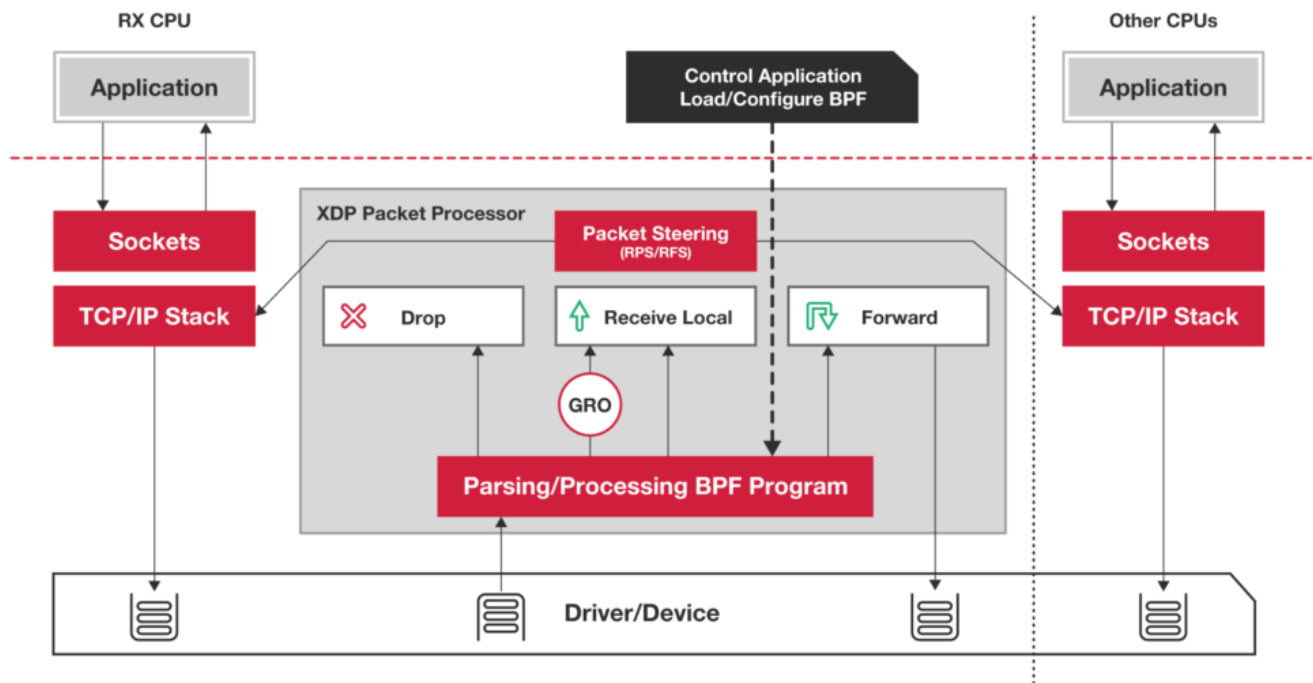 RX CPU
Other CPUs
Application
Control Application
Load/Configure BPF
Application
XDP Packet Processor
Sockets
Packet Steering
(RPS/RFS)
Sockets
TCP/IP Stack
Drop
Receive Local
Forward
TCP/IP Stack
GRO
Parsing/Processing BPF Program
Driver/Device